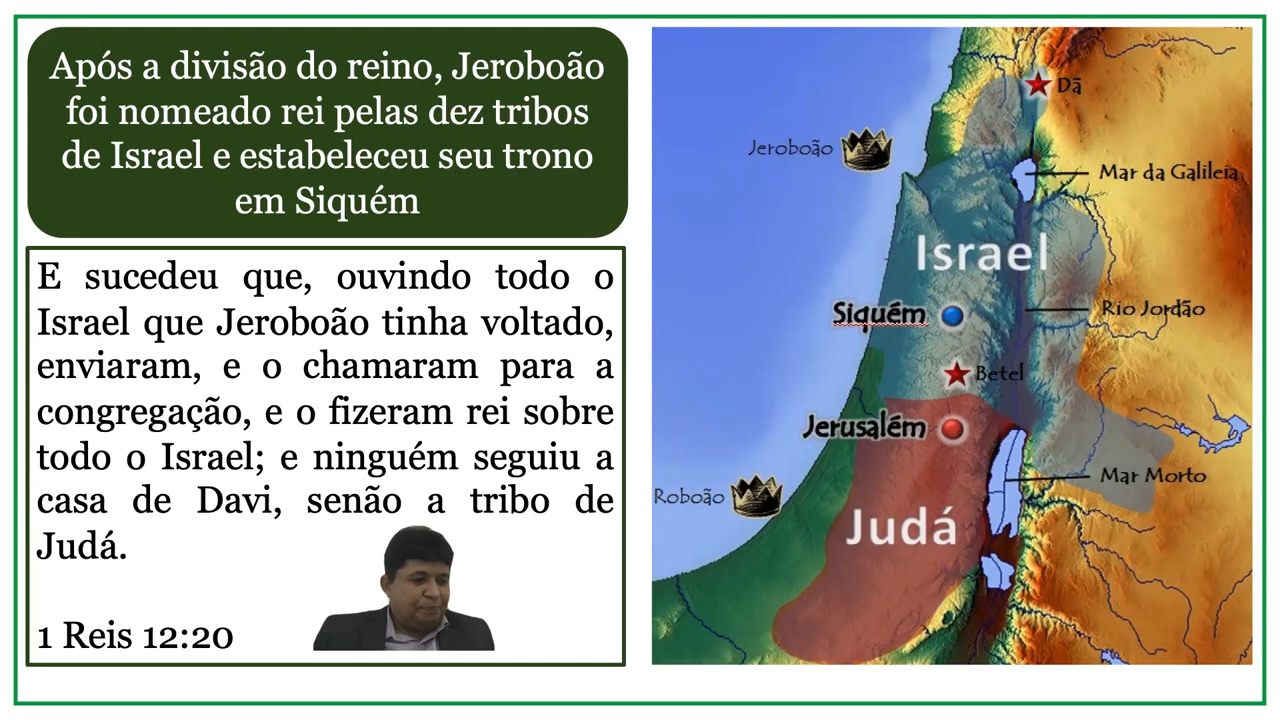 Após a divisão do reino, Jeroboão
foi nomeado rei pelas dez tribos
de Israel e estabeleceu seu trono
em Siquém
E sucedeu que, ouvindo todo o
Israel que Jeroboão tinha voltado,
enviaram, e o chamaram para a
congregação, e o fizeram rei sobre
todo o Israel; e ninguém seguiu a
casa de Davi, senão a tribo de
Judá.
1 Reis 12:20
Dã
Jeroboão
Mar da Galileia
Israel
Siquém
Rio Jordão
Betel
Jerusalém
Mar Morto
Roboão
Judá